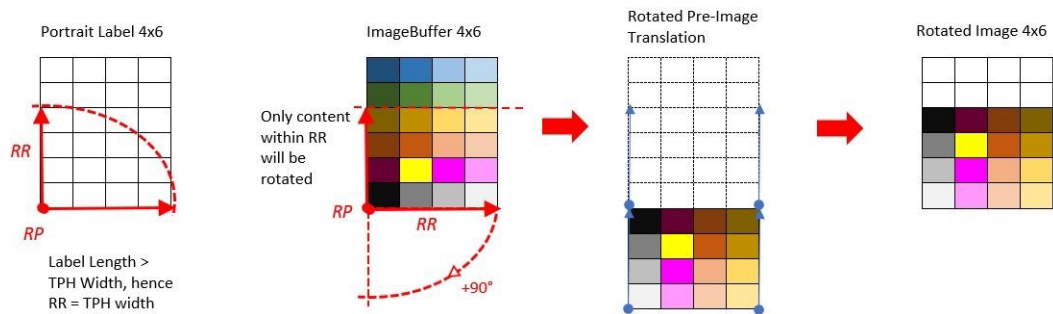 Portrait Label 4x6
RR
RP
Label Length >
TPH Width, hence
RR = TPH width
ImageBuffer 4x6
Only content
within RR
will be
rotated
RP
RR
+90°
Rotated Pre-Image
Translation
Rotated Image 4x6